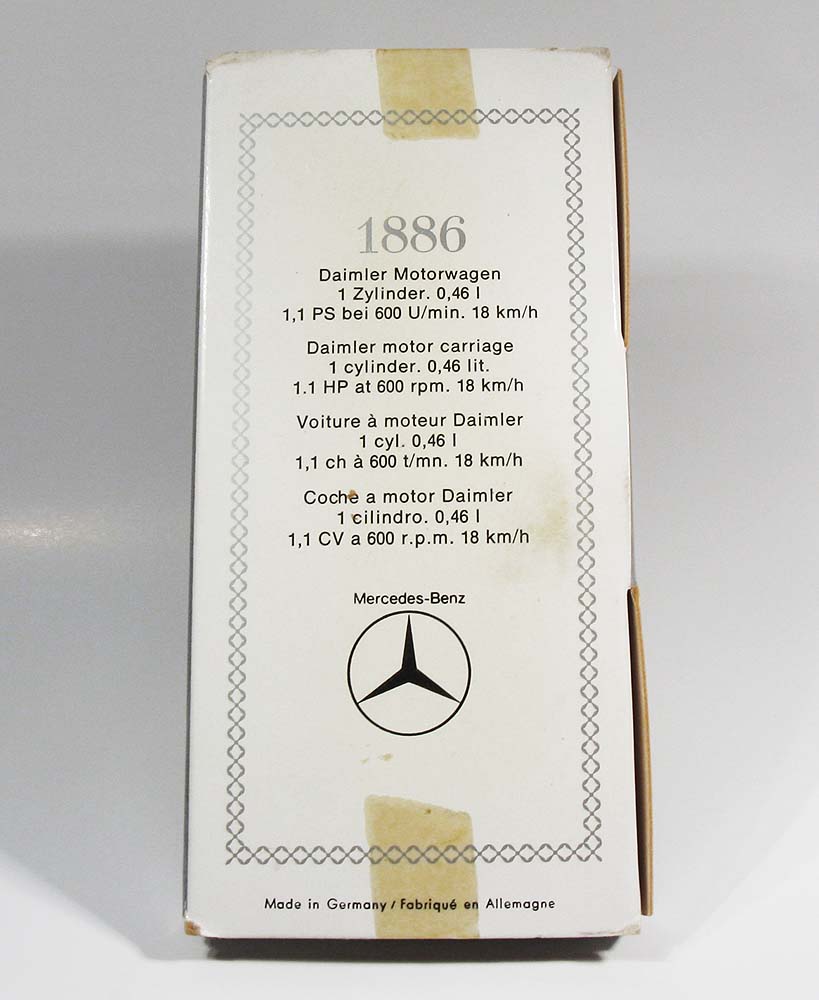 1886
Daimler Motorwagen
1 Zylinder. 0,46 l
1,1 PS bei 600 U/min. 18 km/h
Daimler motor carriage
1 cylinder. 0,46 lit.
1.1 HP at 600 rpm. 18 km/h
Voiture à moteur Daimler
1 cyl. 0,46 l
1,1 ch à 600 t/mn. 18 km/h
Coche a motor Daimler
1 cilindro. 0,46 l
1,1 CV a 600 r.p.m. 18 km/h
Mercedes-Benz
Made in Germany / Fabriqué en Allemagne